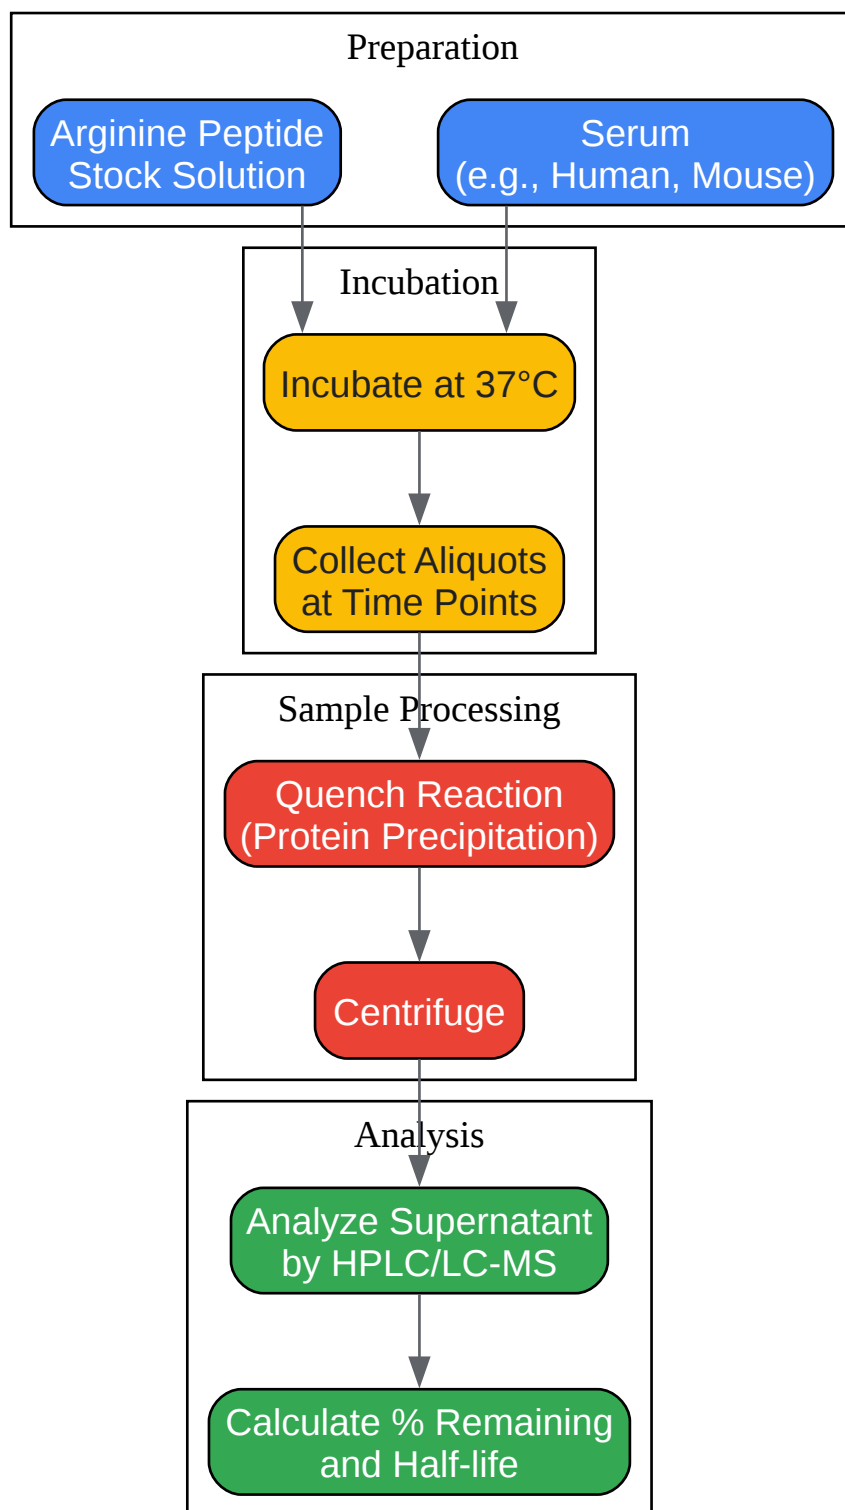 Preparation
Arginine Peptide
Stock Solution
Serum
(e.g., Human, Mouse)
Incubation
Incubate at 37°C
Collect Aliquots
at Time Points
Sample Processing
Quench Reaction
(Protein Precipitation)
Centrifuge
Analysis
Analyze Supernatant
by HPLC/LC-MS
Calculate % Remaining
and Half-life